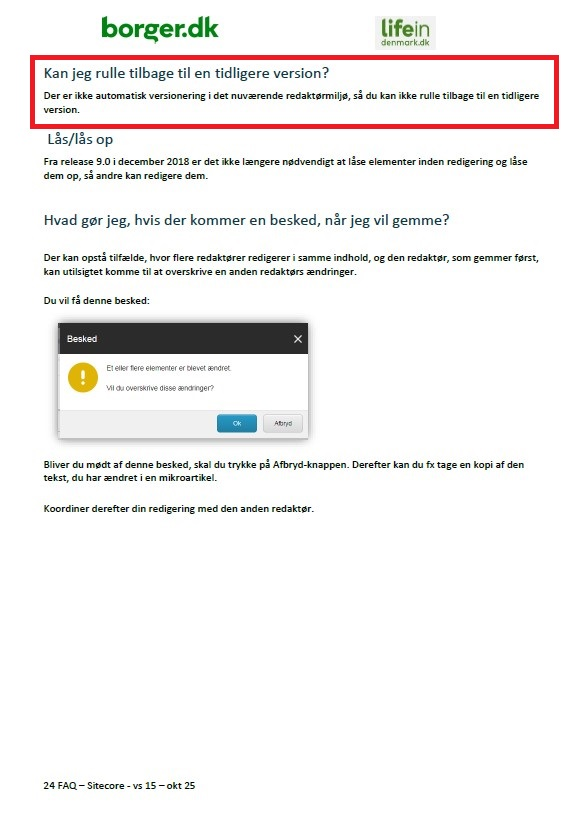 borger.dk
lifein
denmark.dk
Kan jeg rulle tilbage til en tidligere version?
Der er ikke automatisk versionering i det nuværende redaktørmiljø, så du kan ikke rulle tilbage til en tidligere
version.
Lås/lås op
Fra release 9.0 i december 2018 er det ikke længere nødvendigt at låse elementer inden redigering og låse
dem op, så andre kan redigere dem.
Hvad gør jeg, hvis der kommer en besked, når jeg vil gemme?
Der kan opstå tilfælde, hvor flere redaktører redigerer i samme indhold, og den redaktør, som gemmer først,
kan utilsigtet komme til at overskrive en anden redaktørs ændringer.
Du vil få denne besked:
Besked
Et eller flere elementer er blevet ændret.
Vil du overskrive disse ændringer?
Ok
Afbryd
Bliver du mødt af denne besked, skal du trykke på Afbryd-knappen. Derefter kan du fx tage en kopi af den
tekst, du har ændret i en mikroartikel.
Koordiner derefter din redigering med den anden redaktør.
24 FAQ – Sitecore - vs 15 – okt 25